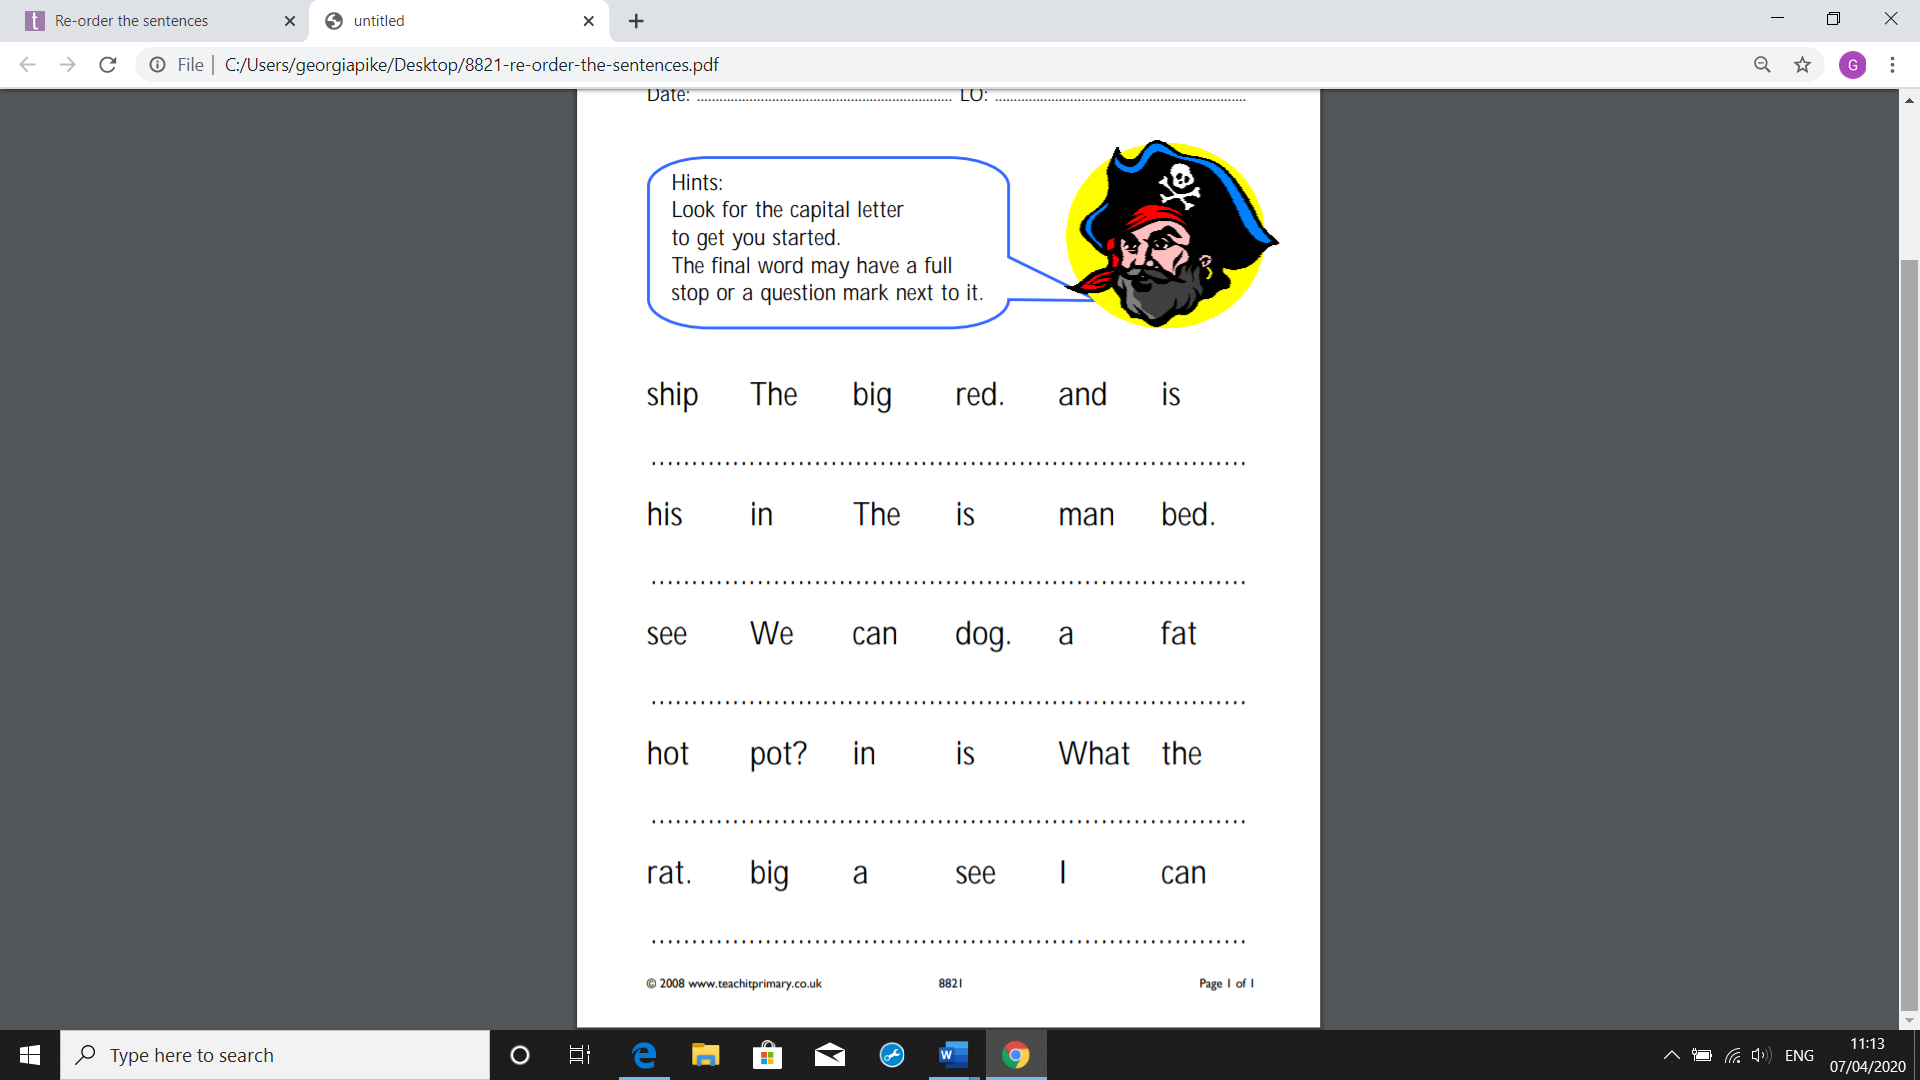 Re-order the sentences
untitled
File C:/Users/georgiapike/Desktop/8821-re-order-the-sentences.pdf
G
Date: .................................................................... LO: ...................................................................
Hints:
Look for the capital letter
to get you started.
The final word may have a full
stop or a question mark next to it.
ship The big red. and is
...........................................................................
his in The is man bed.
...........................................................................
see We can dog. a fat
...........................................................................
hot pot? in is What the
...........................................................................
rat. big a see I can
...........................................................................
© 2008 www.teachitprimary.co.uk 8821 Page 1 of 1
Type here to search
ENG
11:13
07/04/2020